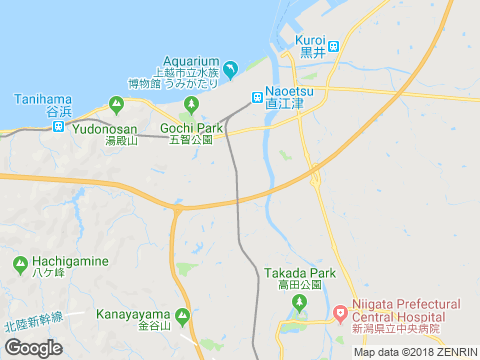 Kuroi
黒井
Aquarium
上越市立水族
博物館 うみがたり
Naoetsu
直江津
Tanihama
谷浜
Yudonosan
湯殿山
Gochi Park
五智公園
Hachigamine
八ケ峰
Takada Park
高田公園
Kanayayama
金谷山
Niigata Prefectural
Central Hospital
新潟県立中央病院
北陸新幹線
Google
Map data ©2018 ZENRIN